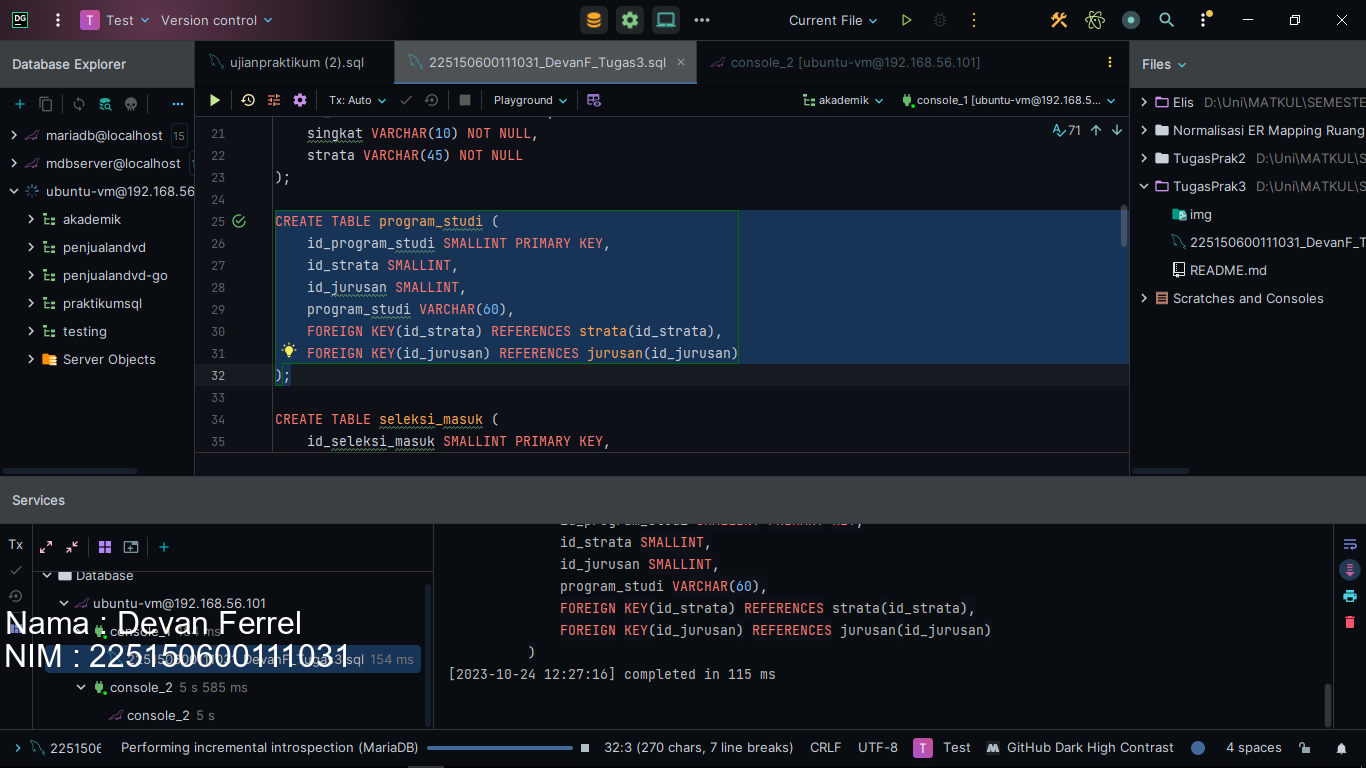 DG
T Test
Version control
Current File
Database Explorer
ujianpraktikum (2).sql
225150600111031_DevanF_Tugas3.sql
console_2 [ubuntu-vm@192.168.56.101]
Files
Tx: Auto
Playground
akademik
console_1 [ubuntu-vm@192.168.5...
mariadb@localhost 15
mdbserver@localhost
ubuntu-vm@192.168.56
akademik
penjualandvd
penjualandvd-go
praktikumsql
testing
Server Objects
71
21 singkat VARCHAR(10) NOT NULL,
22 strata VARCHAR(45) NOT NULL
23 );
24
25 CREATE TABLE program_studi (
26 id_program_studi SMALLINT PRIMARY KEY,
27 id_strata SMALLINT,
28 id_jurusan SMALLINT,
29 program_studi VARCHAR(60),
30 FOREIGN KEY(id_strata) REFERENCES strata(id_strata),
31 FOREIGN KEY(id_jurusan) REFERENCES jurusan(id_jurusan)
32 );
33
34 CREATE TABLE seleksi_masuk (
35 id_seleksi_masuk SMALLINT PRIMARY KEY,
Elis D:\Uni\MATKUL\SEMESTE
Normalisasi ER Mapping Ruang
TugasPrak2 D:\Uni\MATKUL\S
TugasPrak3 D:\Uni\MATKUL\S
img
225150600111031_DevanF_T
README.md
Scratches and Consoles
Services
Tx
Database
ubuntu-vm@192.168.56.101
Nama : Devan Ferrel
NIM : 225150600111031
154 ms
console_2 5 s 585 ms
console_2 5 s
id_program_studi SMALLINT PRIMARY KEY,
id_strata SMALLINT,
id_jurusan SMALLINT,
program_studi VARCHAR(60),
FOREIGN KEY(id_strata) REFERENCES strata(id_strata),
FOREIGN KEY(id_jurusan) REFERENCES jurusan(id_jurusan)
)
[2023-10-24 12:27:16] completed in 115 ms
2251506
Performing incremental introspection (MariaDB)
32:3 (270 chars, 7 line breaks)
CRLF
UTF-8
T Test
GitHub Dark High Contrast
4 spaces